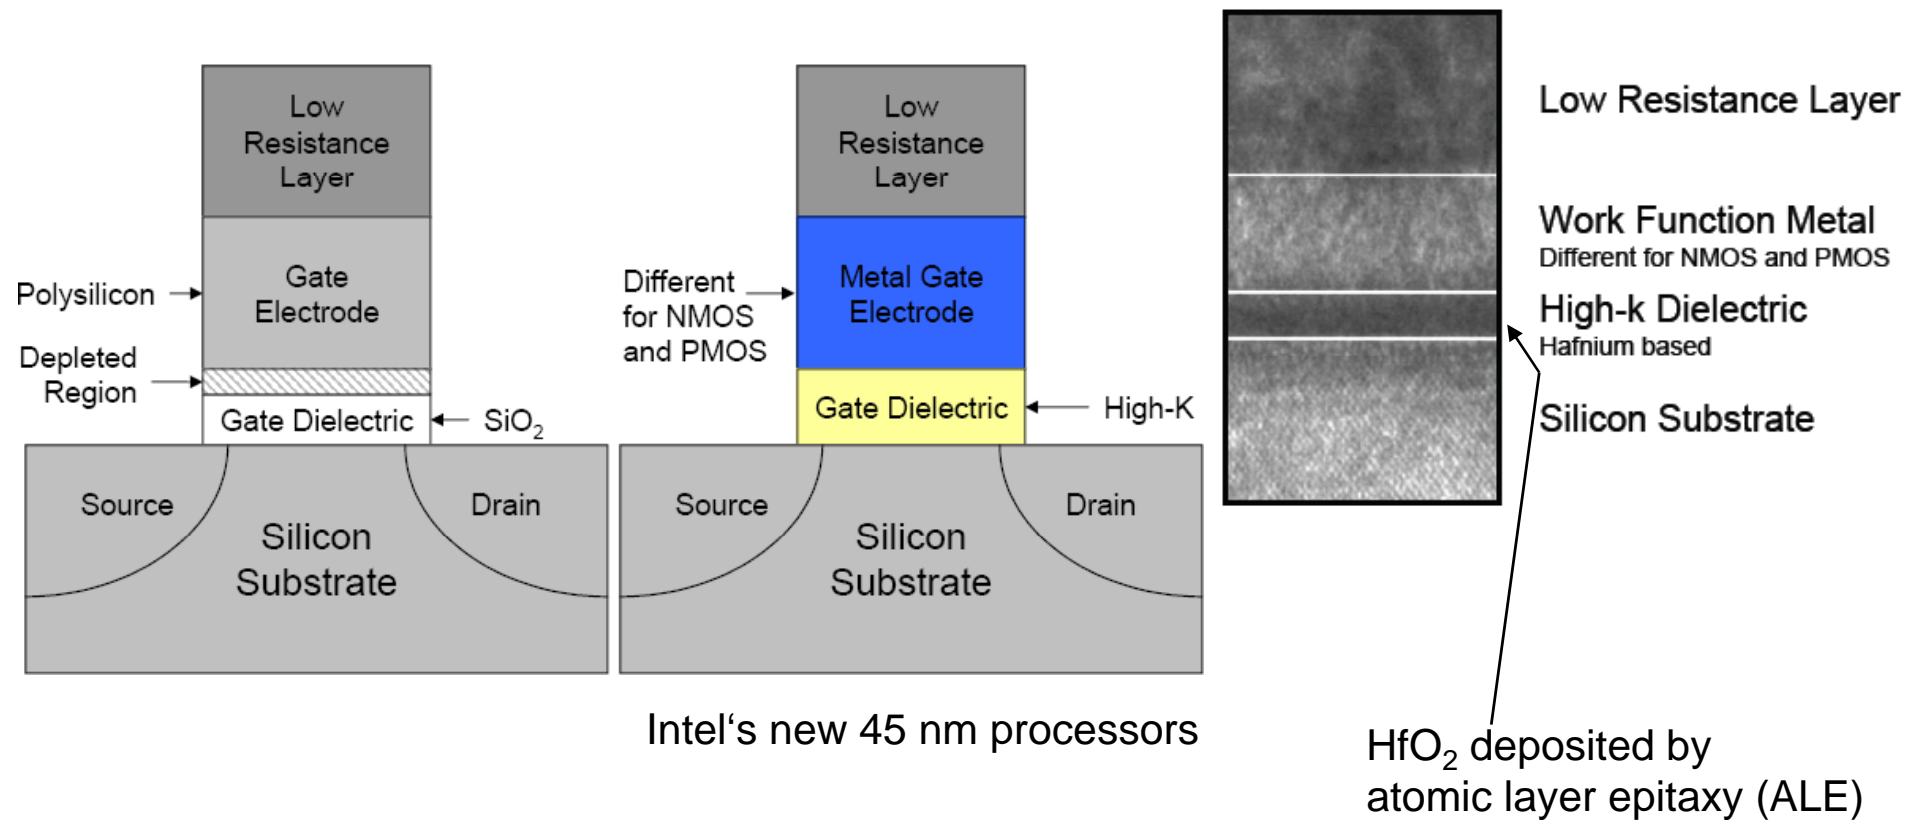 Low
Resistance
Layer
Gate
Electrode
Polysilicon
Depleted
Region
Gate Dielectric
SiO₂
Source
Drain
Silicon
Substrate
Low
Resistance
Layer
Different
for NMOS
and PMOS
Metal Gate
Electrode
Gate Dielectric
High-K
Source
Drain
Silicon
Substrate
Low Resistance Layer
Work Function Metal
Different for NMOS and PMOS
High-k Dielectric
Hafnium based
Silicon Substrate
Intel‘s new 45 nm processors
HfO₂ deposited by
atomic layer epitaxy (ALE)